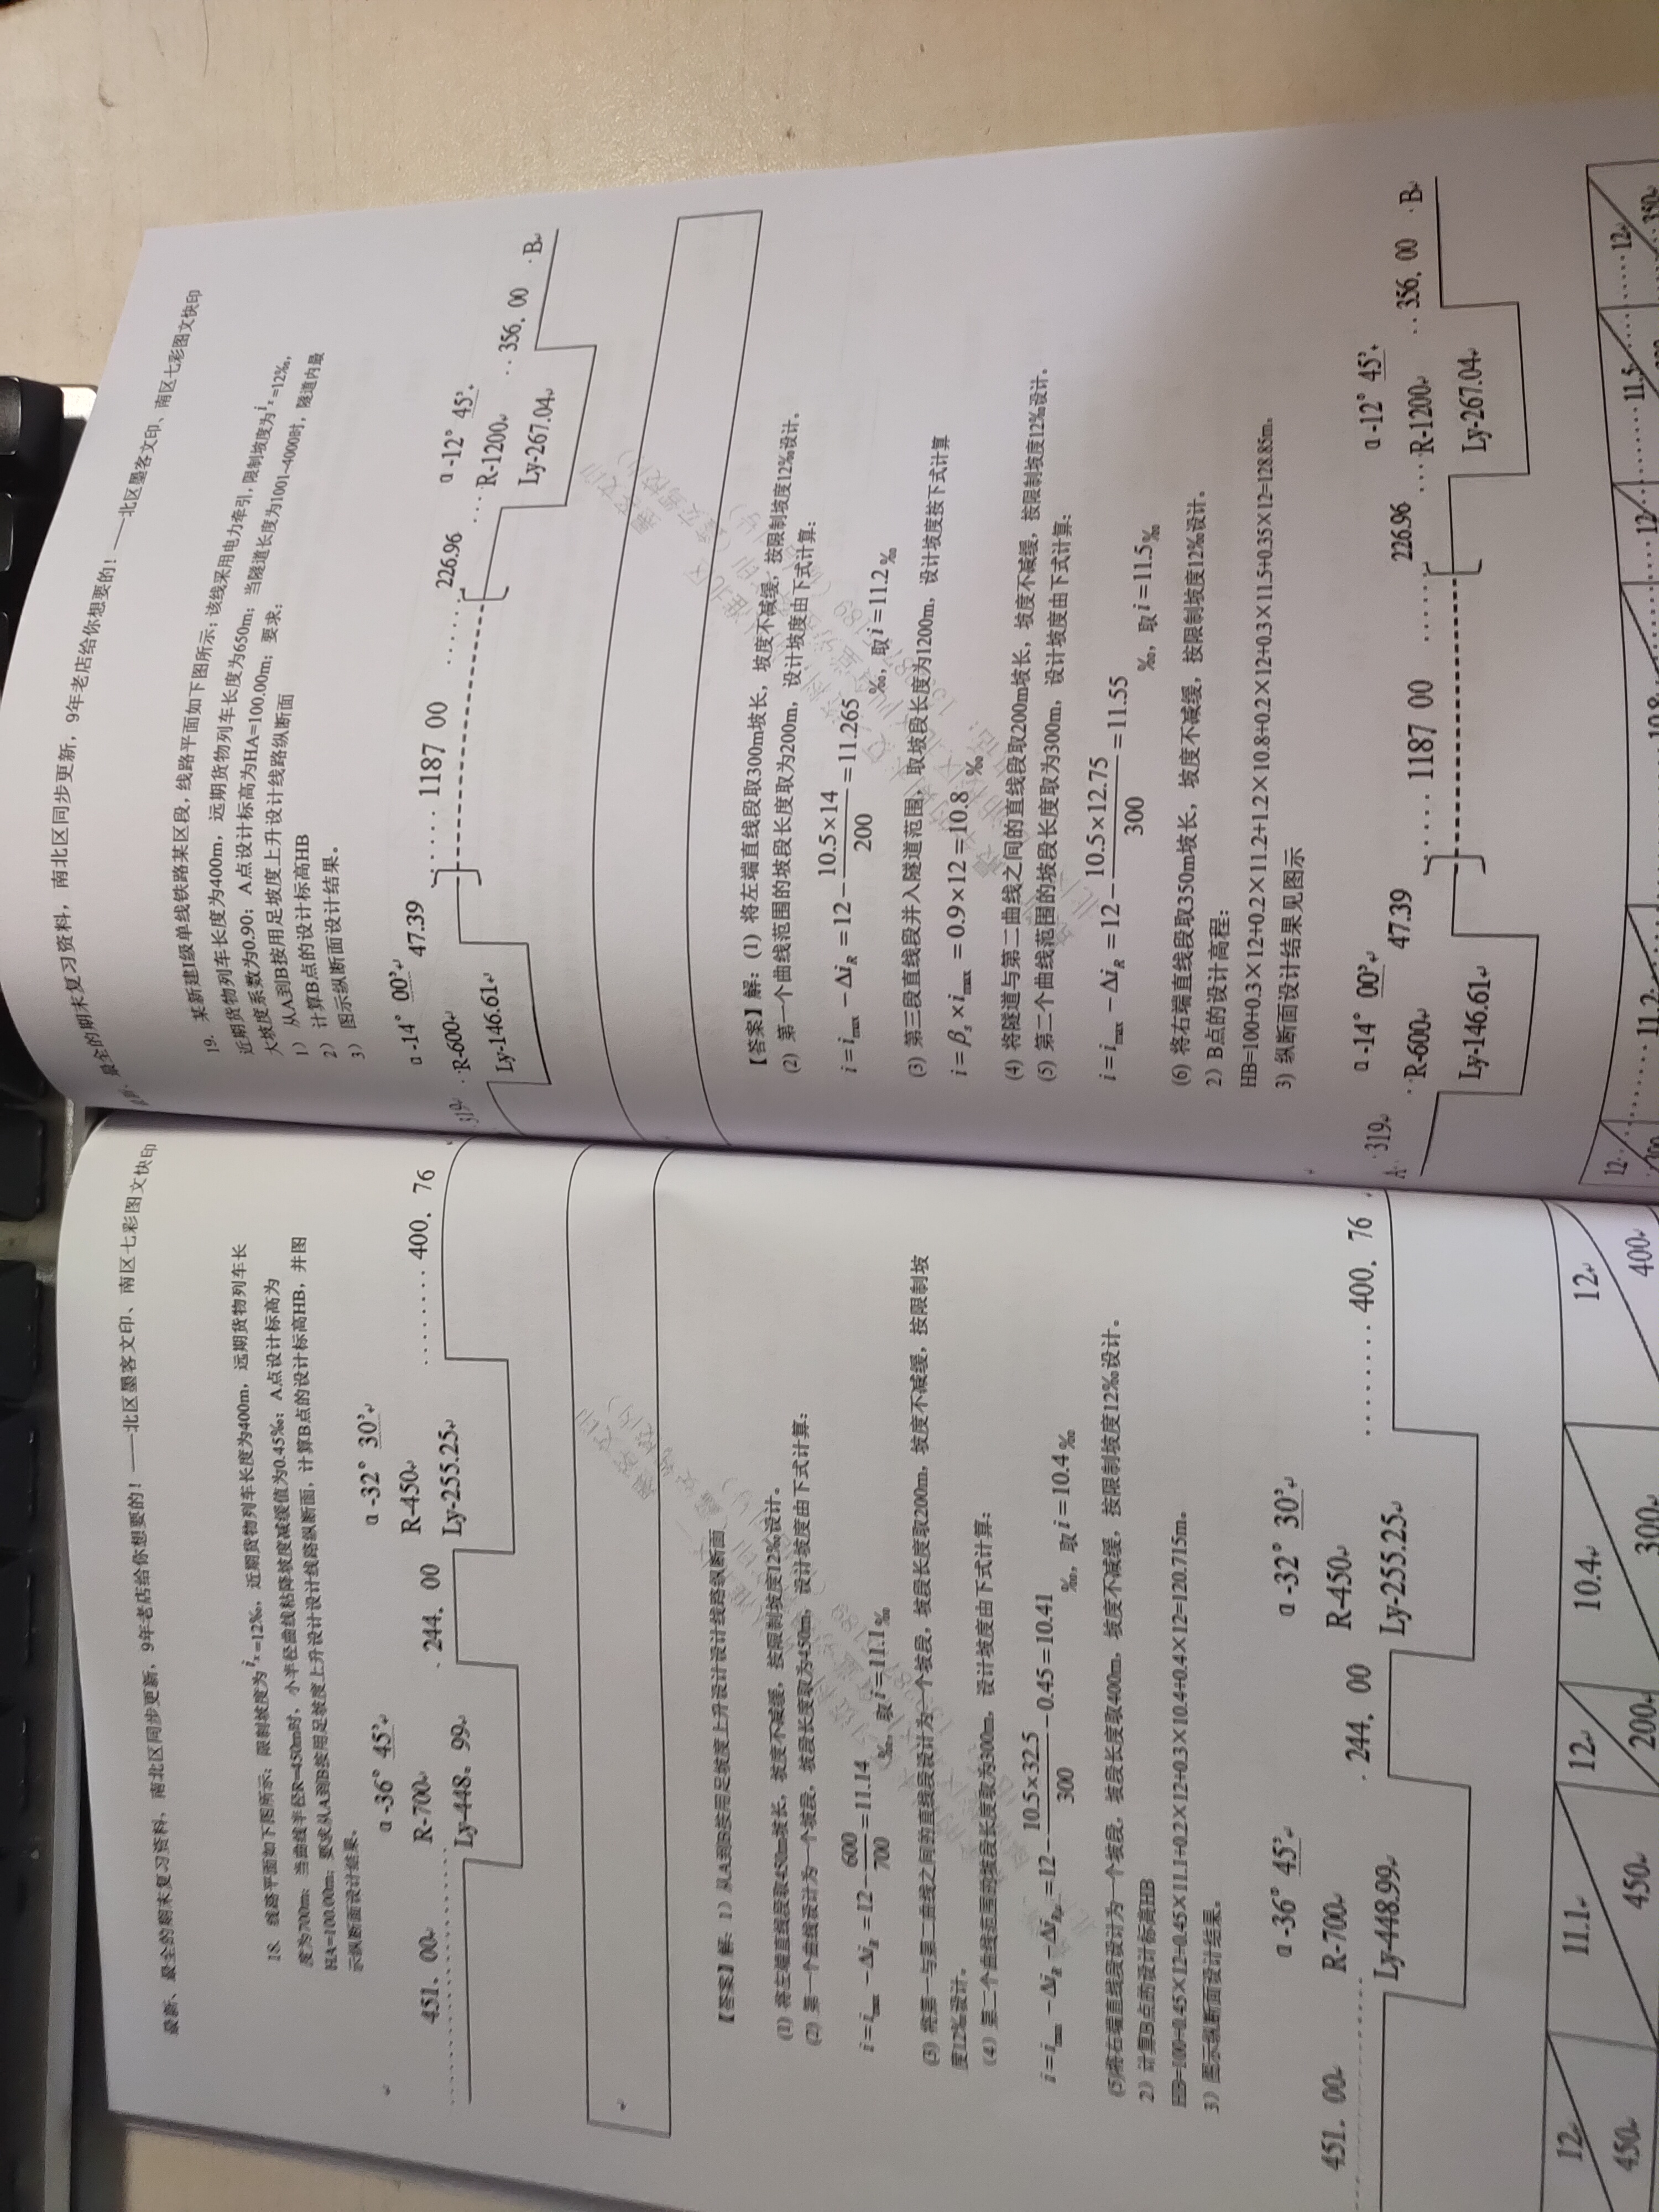 最新、最全的期末复习资料，南北区同步更新，9年老店给你想要的！——北区墨客文印、南区七彩图文快印
18. 线路平面如下图所示；限制坡度为 ix=12‰，近期货物列车长度为400m，远期货物列车长
度为700m；当曲线半径R=450m时，小半径曲线粘降坡度减缓值为0.45‰；A点设计标高为
HA=100.00m；要求从A到B按用足坡度上升设计设计线路纵断面，计算B点的设计标高HB，并图
示纵断面设计结果。
α-36° 45'
α-32° 30'
451. 00
R-700
244. 00
R-450
400. 76
Ly-448。99
Ly-255.25
【答案】解：1）从A到B按用足坡度上升设计设计线路纵断面
(1) 将左端直线段取450m坡长，坡度不减缓，按限制坡度12‰设计。
(2) 第一个曲线设计为一个坡段，坡段长度取为450m，设计坡度由下式计算：
i=imax−ΔiR=12−600/700=11.14 ‰，取i=11.1‰
(3) 将第一与第二曲线之间的直线段设计为一个坡段，坡段长度取200m，坡度不减缓，按限制坡
度12‰设计。
(4) 第二个曲线范围的坡段长度取为300m，设计坡度由下式计算：
i=imax−ΔiR−ΔiRμ=12−10.5×32.5/300−0.45=10.41 ‰，取i=10.4‰
(5)将右端直线段设计为一个坡段，坡段长度取400m，坡度不减缓，按限制坡度12‰设计。
2）计算B点的设计标高HB
HB=100+0.45×12+0.45×11.1+0.2×12+0.3×10.4+0.4×12=120.715m。
3）图示纵断面设计结果。
α-36° 45'
α-32° 30'
451. 00
R-700
244. 00
R-450
400. 76
Ly-448.99
Ly-255.25
12 11.1 12 10.4 12
450 450 200 300 400
最全的期末复习资料，南北区同步更新，9年老店给你想要的！——北区墨客文印、南区七彩图文快印
19. 某新建I级单线铁路某区段,线路平面如下图所示;该线采用电力牵引,限制坡度为ix=12‰，
近期货物列车长度为400m，远期货物列车长度为650m；当隧道长度为1001~4000时，隧道内最
大坡度系数为0.90；A点设计标高为HA=100.00m；要求：
1） 从A到B按用足坡度上升设计线路纵断面
2） 计算B点的设计标高HB
3） 图示纵断面设计结果。
α-14° 00'
α-12° 45'
319
R-600
47.39
1187 00
226.96
R-1200
356. 00
B
Ly-146.61
Ly-267.04
【答案】解：(1) 将左端直线段取300m坡长，坡度不减缓，按限制坡度12‰设计。
(2) 第一个曲线范围的坡段长度取为200m，设计坡度由下式计算：
i=imax−ΔiR=12−10.5×14/200=11.265 ‰，取i=11.2‰
(3) 第三段直线段并入隧道范围，取坡段长度为1200m，设计坡度按下式计算
i=βs×imax=0.9×12=10.8 ‰
(4) 将隧道与第二曲线之间的直线段取200m坡长，坡度不减缓，按限制坡度12‰设计。
(5) 第二个曲线范围的坡段长度取为300m，设计坡度由下式计算：
i=imax−ΔiR=12−10.5×12.75/300=11.55 ‰，取i=11.5‰
(6) 将右端直线段取350m坡长，坡度不减缓，按限制坡度12‰设计。
2）B点的设计高程：
HB=100+0.3×12+0.2×11.2+1.2×10.8+0.2×12+0.3×11.5+0.35×12=128.85m。
3）纵断面设计结果见图示
α-14° 00'
α-12° 45'
A
319
R-600
47.39
1187 00
226.96
R-1200
356. 00
B
Ly-146.61
Ly-267.04
12 11.2 10.8 12 11.5 12
350